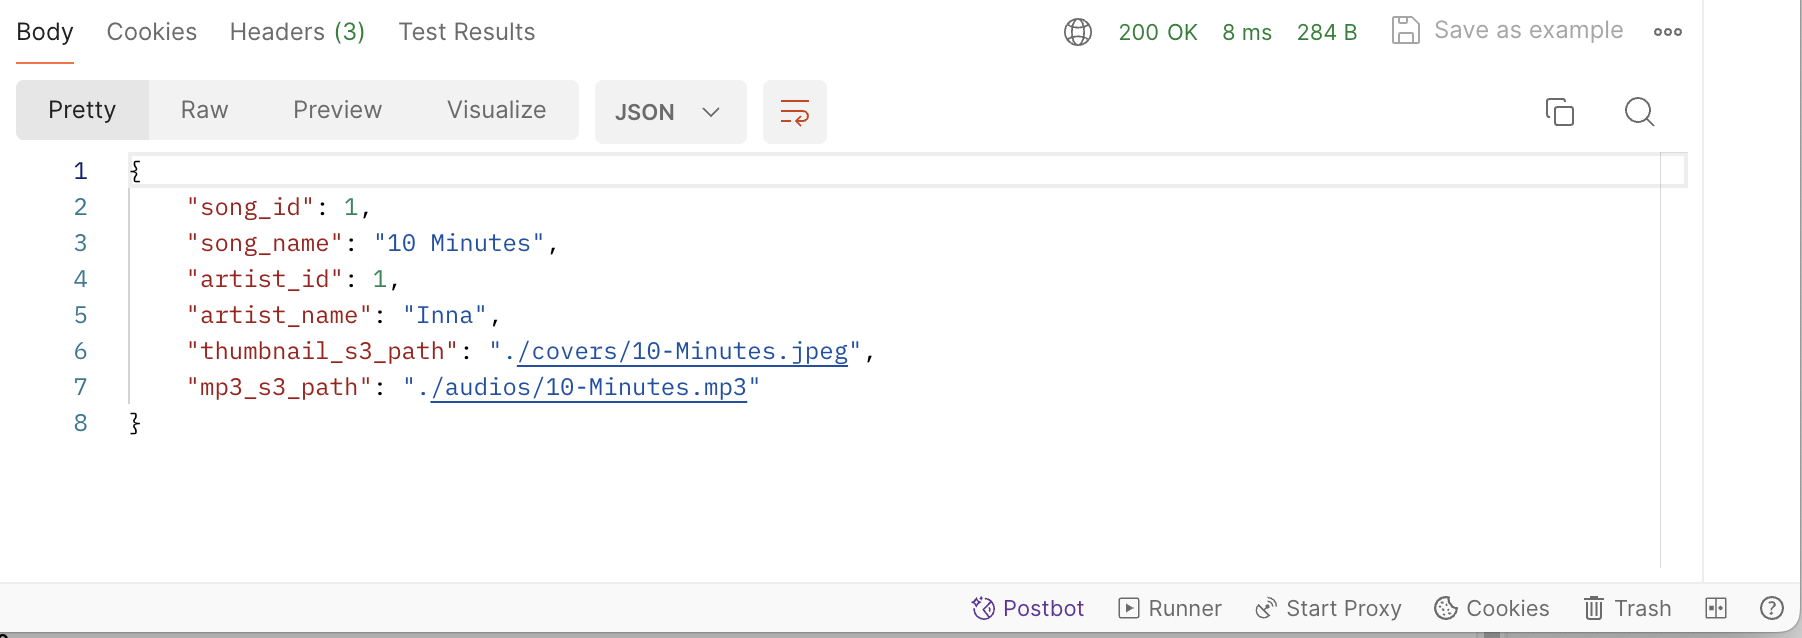 Body Cookies Headers (3) Test Results 200 OK 8 ms 284 B Save as example
Pretty Raw Preview Visualize JSON
1 {
2 "song_id": 1,
3 "song_name": "10 Minutes",
4 "artist_id": 1,
5 "artist_name": "Inna",
6 "thumbnail_s3_path": "./covers/10-Minutes.jpeg",
7 "mp3_s3_path": "./audios/10-Minutes.mp3"
8 }
Postbot Runner Start Proxy Cookies Trash